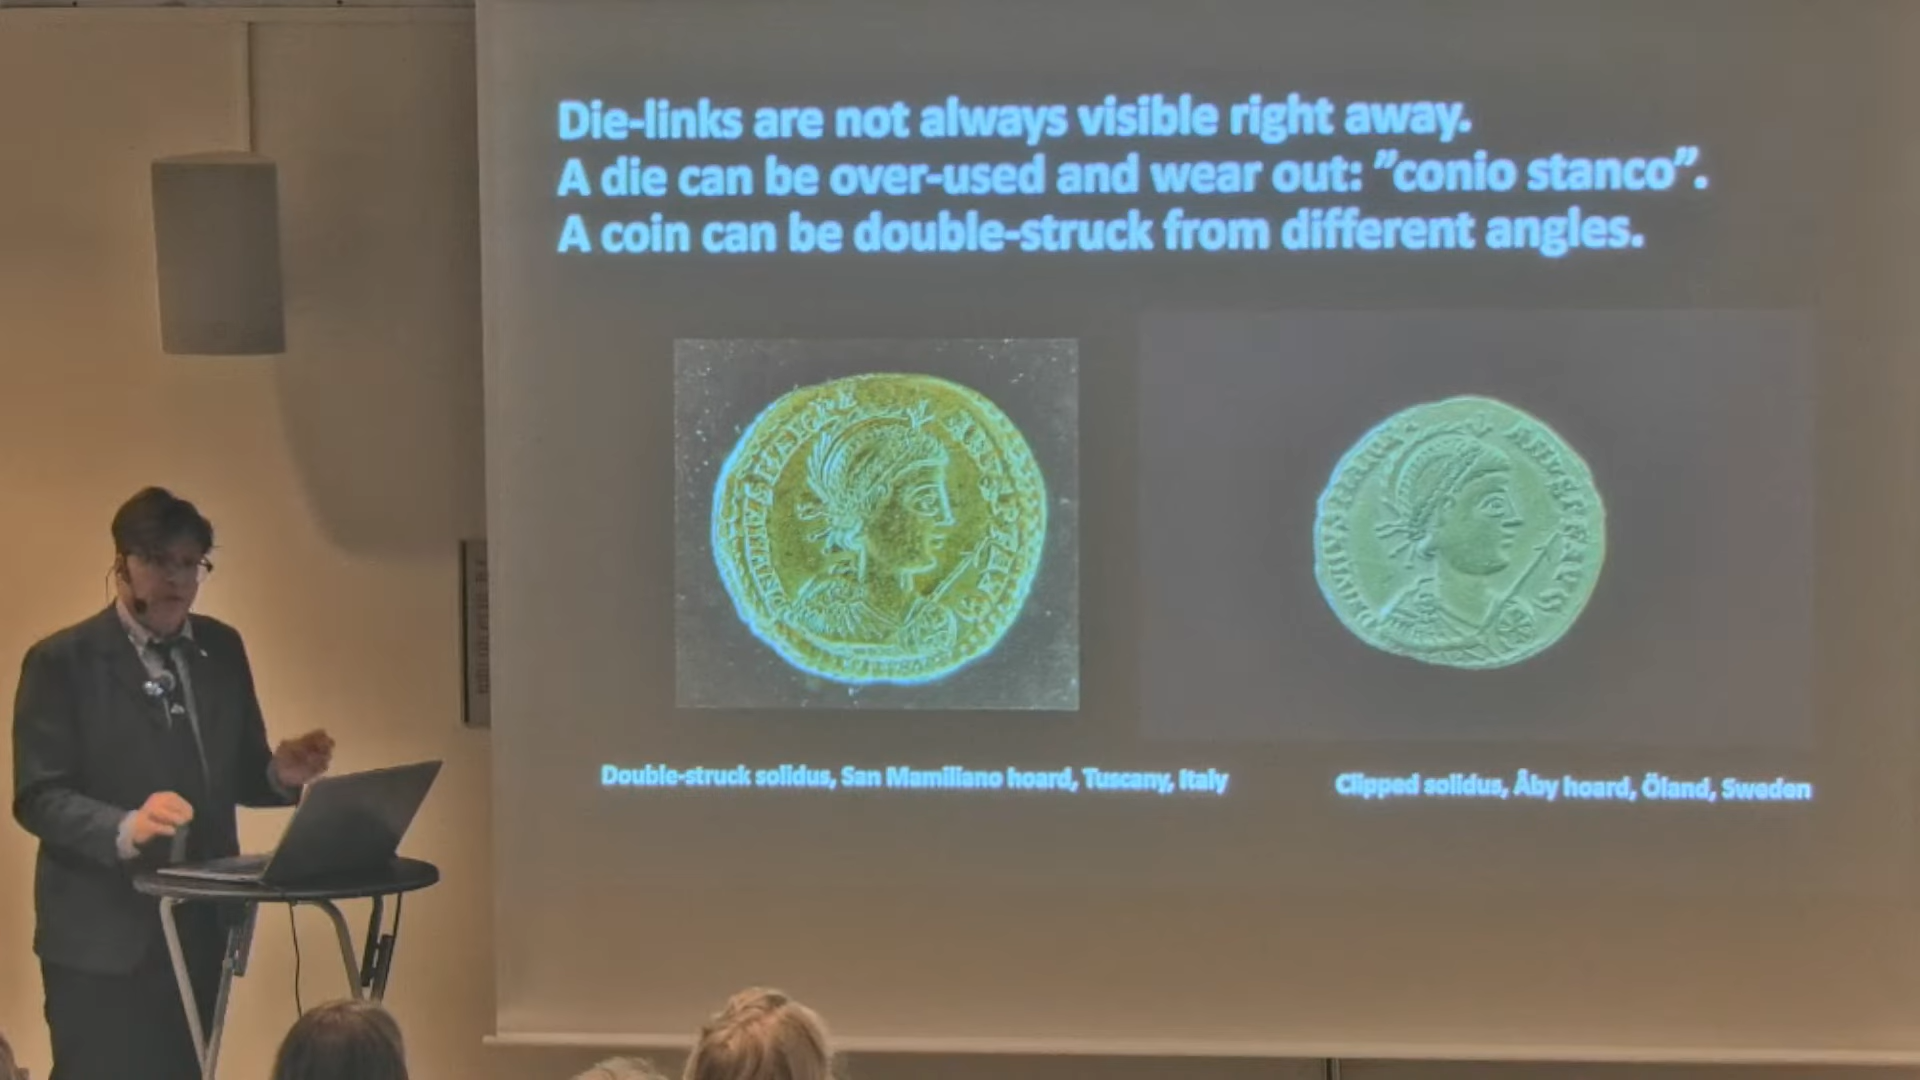 Die-links are not always visible right away.
A die can be over-used and wear out: ”conio stanco”.
A coin can be double-struck from different angles.
Double-struck solidus, San Mamiliano hoard, Tuscany, Italy
Clipped solidus, Åby hoard, Öland, Sweden